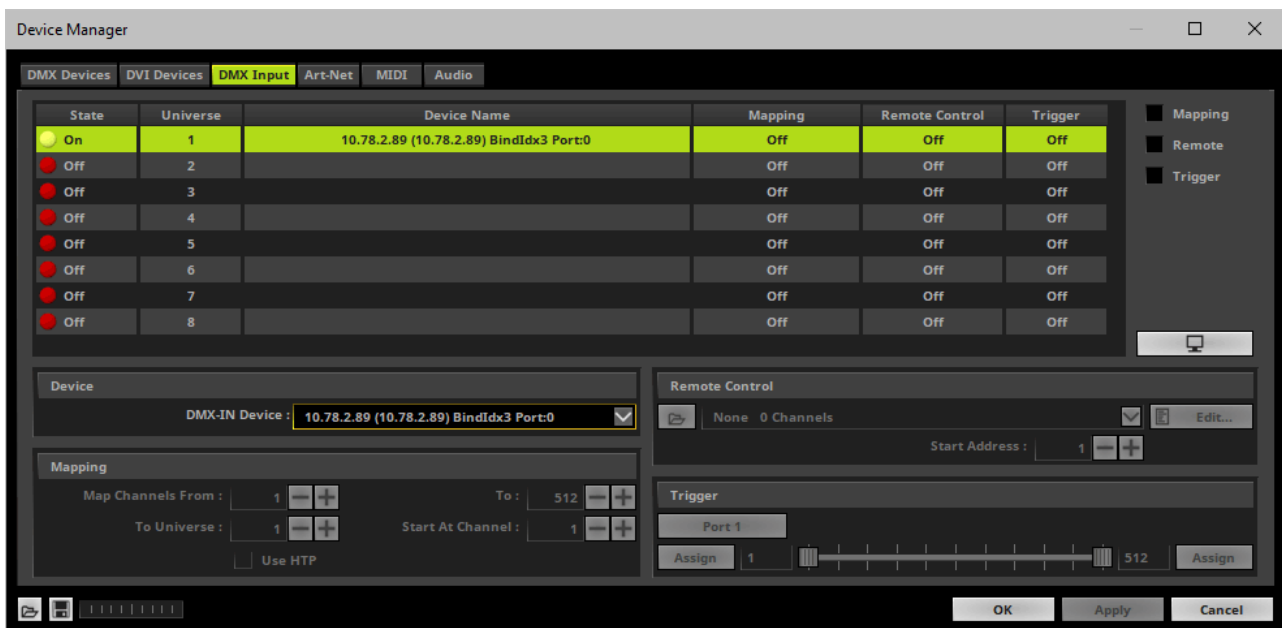 Device Manager
DMX Devices DVI Devices DMX Input Art-Net MIDI Audio
State Universe Device Name Mapping Remote Control Trigger
On 1 10.78.2.89 (10.78.2.89) BindIdx3 Port:0 Off Off Off
Off 2 Off Off Off
Off 3 Off Off Off
Off 4 Off Off Off
Off 5 Off Off Off
Off 6 Off Off Off
Off 7 Off Off Off
Off 8 Off Off Off
Mapping
Remote
Trigger
Device
DMX-IN Device : 10.78.2.89 (10.78.2.89) BindIdx3 Port:0
Mapping
Map Channels From : 1 To : 512
To Universe : 1 Start At Channel : 1
Use HTP
Remote Control
None 0 Channels Edit...
Start Address : 1
Trigger
Port 1
Assign 1 512 Assign
OK Apply Cancel